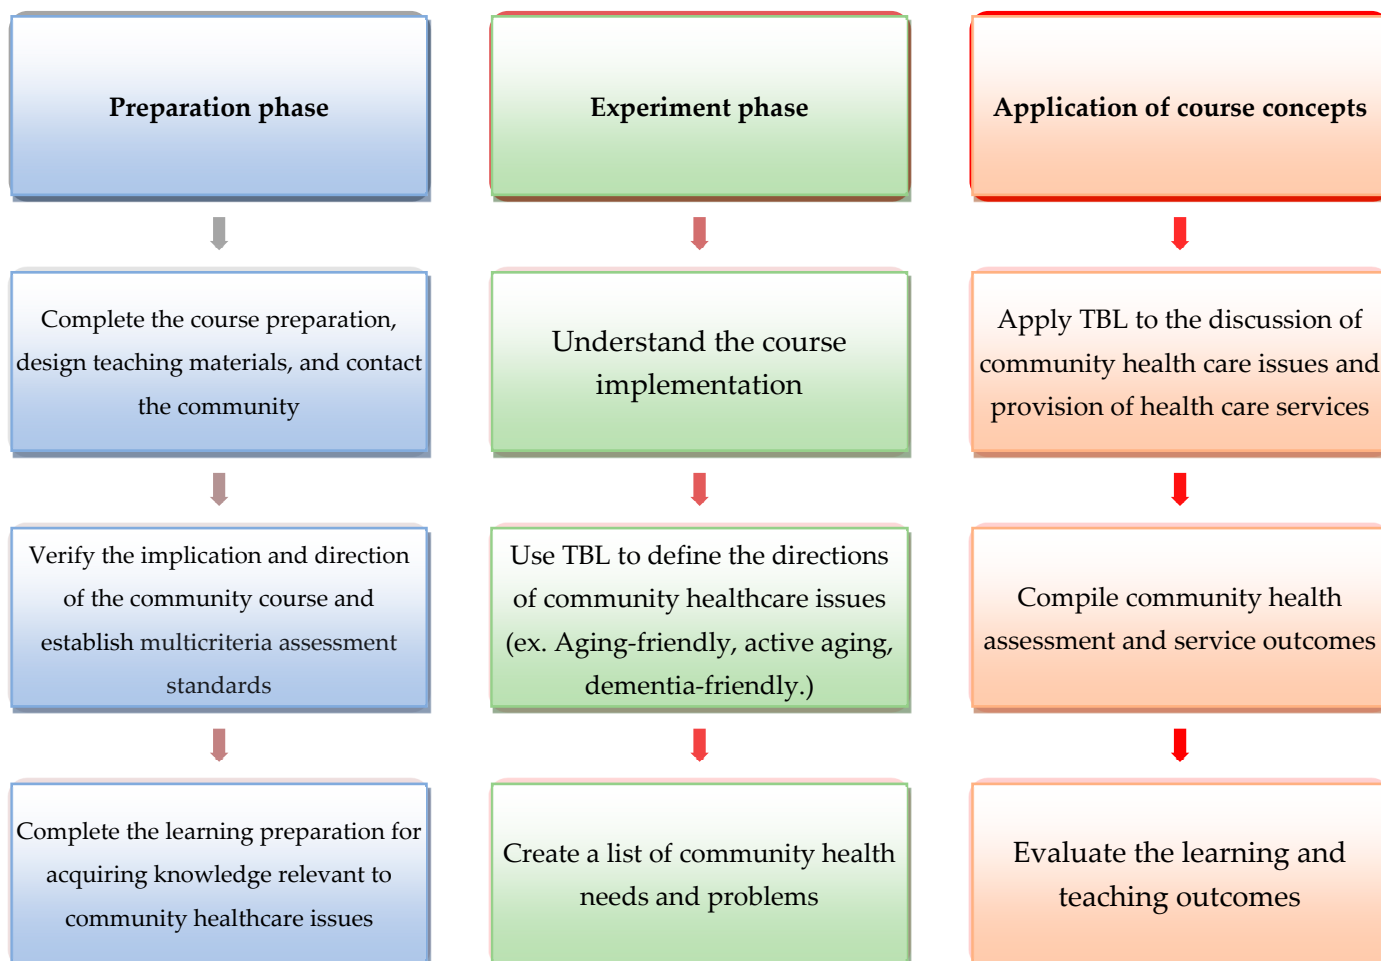 Preparation phase
Complete the course preparation,
design teaching materials, and contact
the community
Verify the implication and direction
of the community course and
establish multicriteria assessment
standards
Complete the learning preparation for
acquiring knowledge relevant to
community healthcare issues
Experiment phase
Understand the course
implementation
Use TBL to define the directions
of community healthcare issues
(ex. Aging-friendly, active aging,
dementia-friendly.)
Create a list of community health
needs and problems
Application of course concepts
Apply TBL to the discussion of
community health care issues and
provision of health care services
Compile community health
assessment and service outcomes
Evaluate the learning and
teaching outcomes